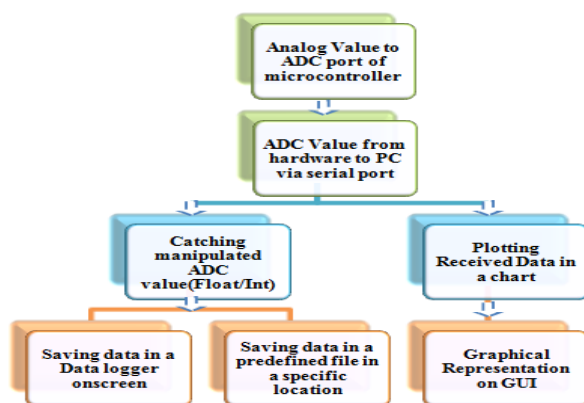 Analog Value to
ADC port of
microcontroller
ADC Value from
hardware to PC
via serial port
Catching
manipulated
ADC
value(Float/Int)
Plotting
Received Data in
a chart
Saving data in a
Data logger
onscreen
Saving data in a
predefined file in
a specific
location
Graphical
Representation
on GUI